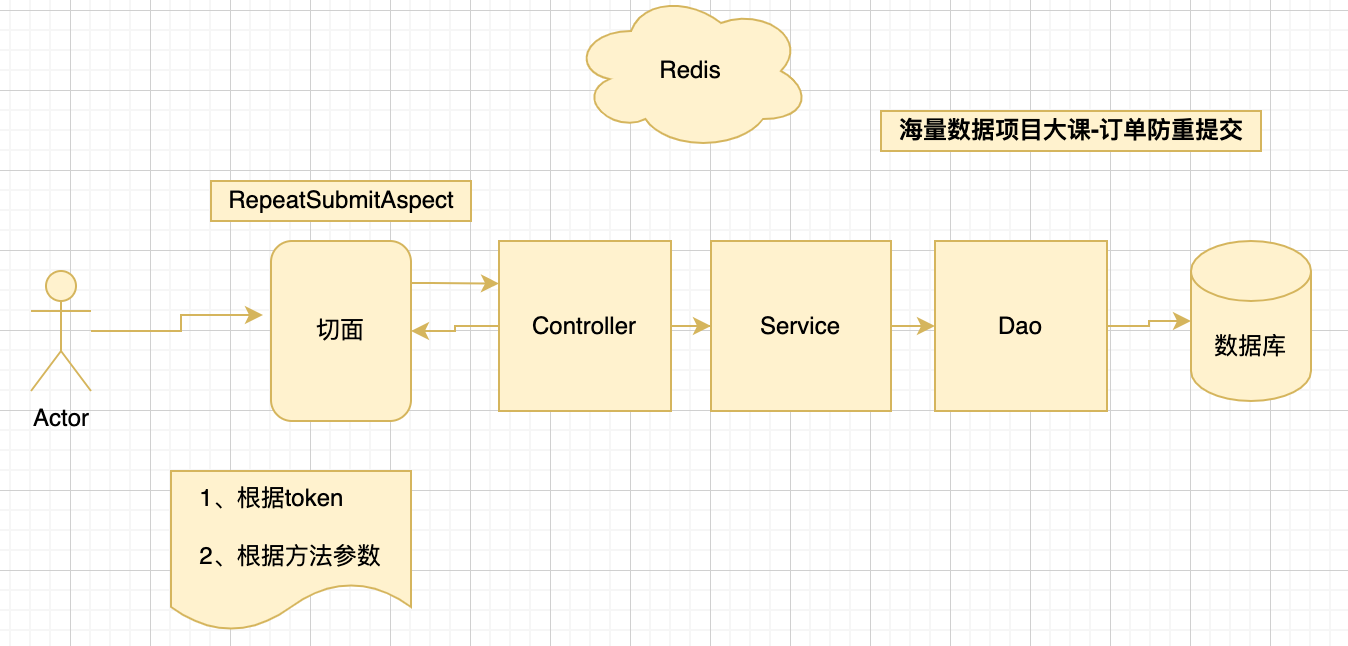 Redis
海量数据项目大课-订单防重提交
RepeatSubmitAspect
切面
Controller
Service
Dao
数据库
Actor
1、根据token
2、根据方法参数